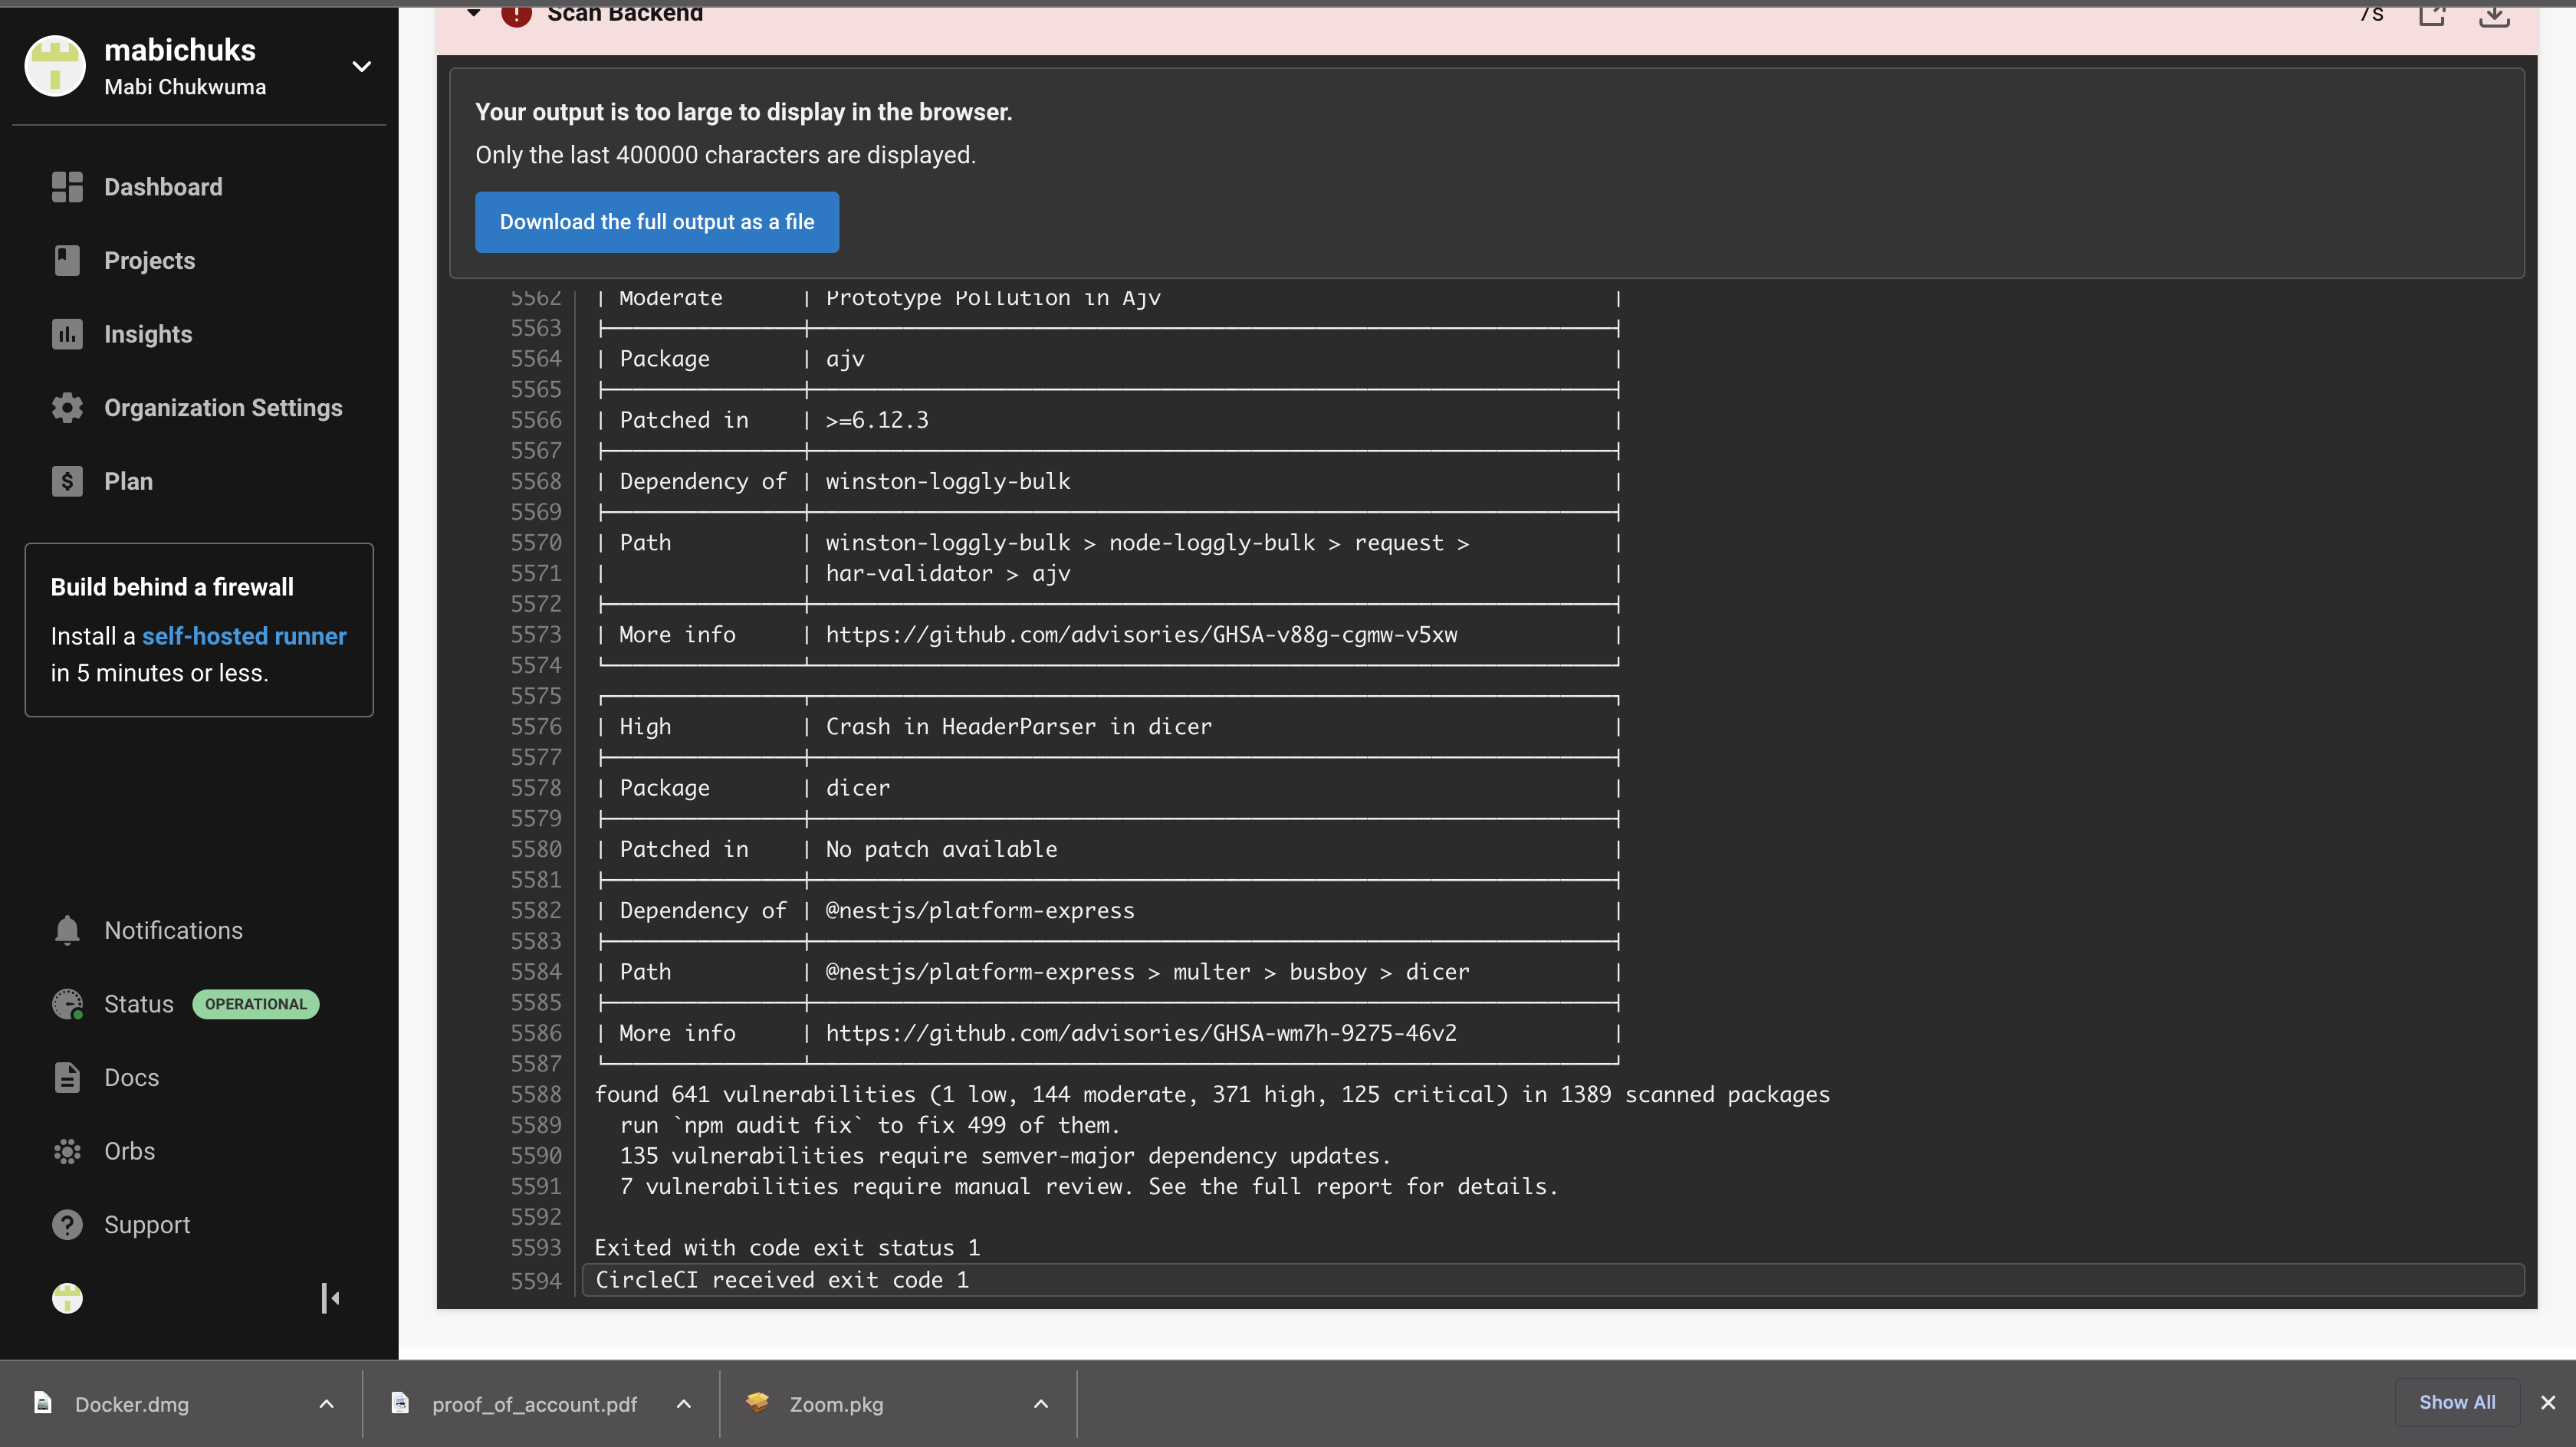 mabichuks
Mabi Chukwuma
Dashboard
Projects
Insights
Organization Settings
Plan
Build behind a firewall
Install a self-hosted runner
in 5 minutes or less.
Notifications
Status OPERATIONAL
Docs
Orbs
Support
Scan Backend 7s
Your output is too large to display in the browser.
Only the last 400000 characters are displayed.
Download the full output as a file
5562 | Moderate | Prototype Pollution in Ajv |
5563
5564 | Package | ajv |
5565
5566 | Patched in | >=6.12.3 |
5567
5568 | Dependency of | winston-loggly-bulk |
5569
5570 | Path | winston-loggly-bulk > node-loggly-bulk > request > |
5571 | | har-validator > ajv |
5572
5573 | More info | https://github.com/advisories/GHSA-v88g-cgmw-v5xw |
5574
5575
5576 | High | Crash in HeaderParser in dicer |
5577
5578 | Package | dicer |
5579
5580 | Patched in | No patch available |
5581
5582 | Dependency of | @nestjs/platform-express |
5583
5584 | Path | @nestjs/platform-express > multer > busboy > dicer |
5585
5586 | More info | https://github.com/advisories/GHSA-wm7h-9275-46v2 |
5587
5588 found 641 vulnerabilities (1 low, 144 moderate, 371 high, 125 critical) in 1389 scanned packages
5589 run `npm audit fix` to fix 499 of them.
5590 135 vulnerabilities require semver-major dependency updates.
5591 7 vulnerabilities require manual review. See the full report for details.
5592
5593 Exited with code exit status 1
5594 CircleCI received exit code 1
Docker.dmg
proof_of_account.pdf
Zoom.pkg
Show All